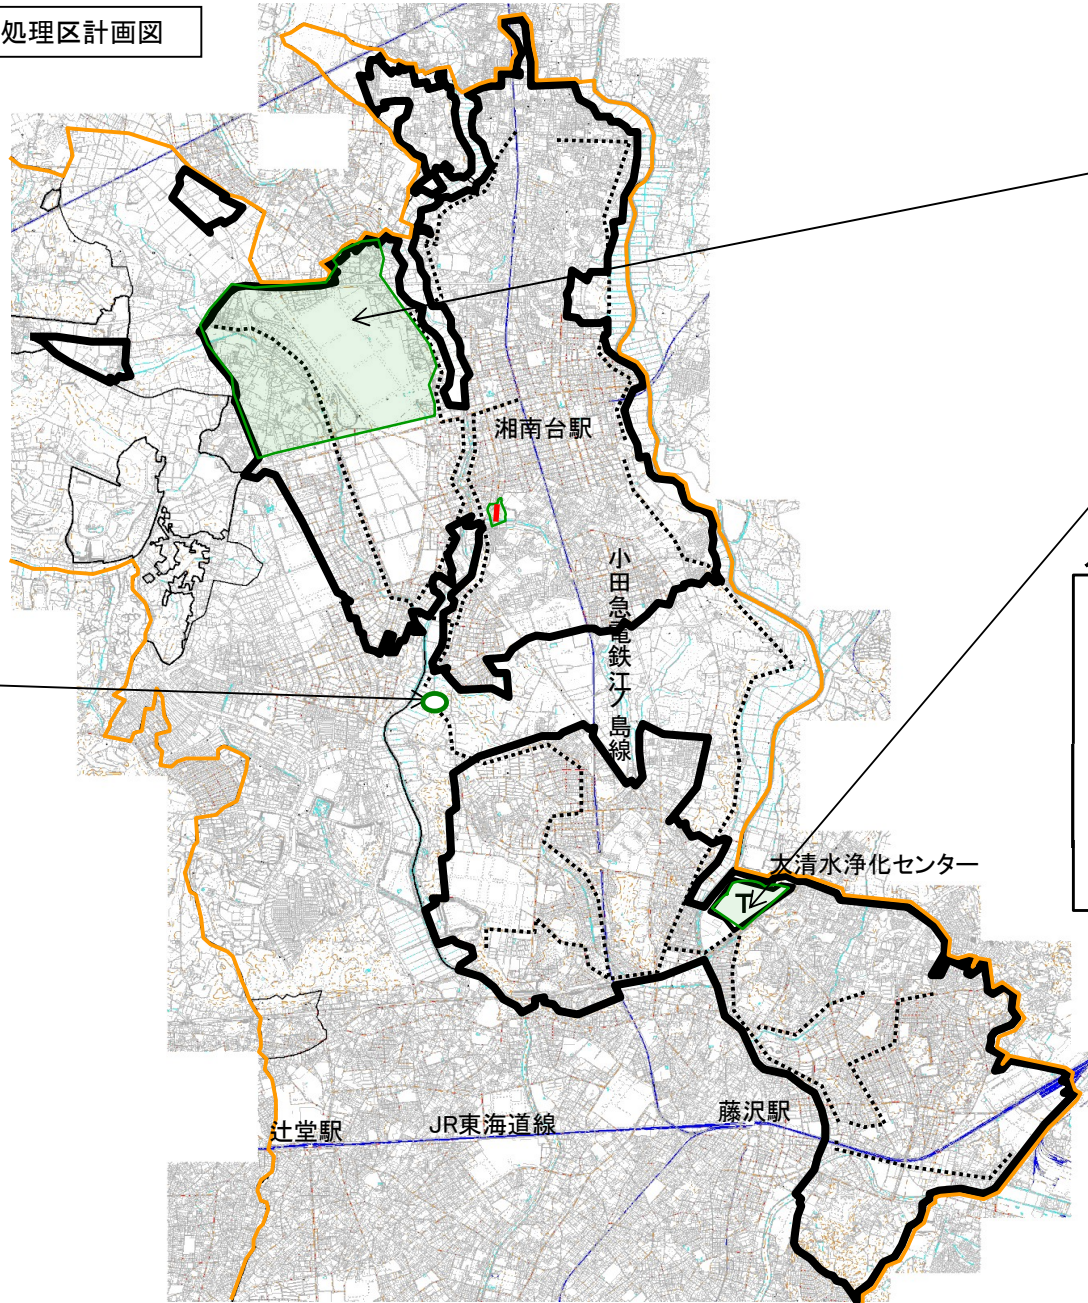 処理区計画図
湘南台駅
小田急電鉄江ノ島線
大清水浄化センター
T
藤沢駅
JR東海道線
辻堂駅